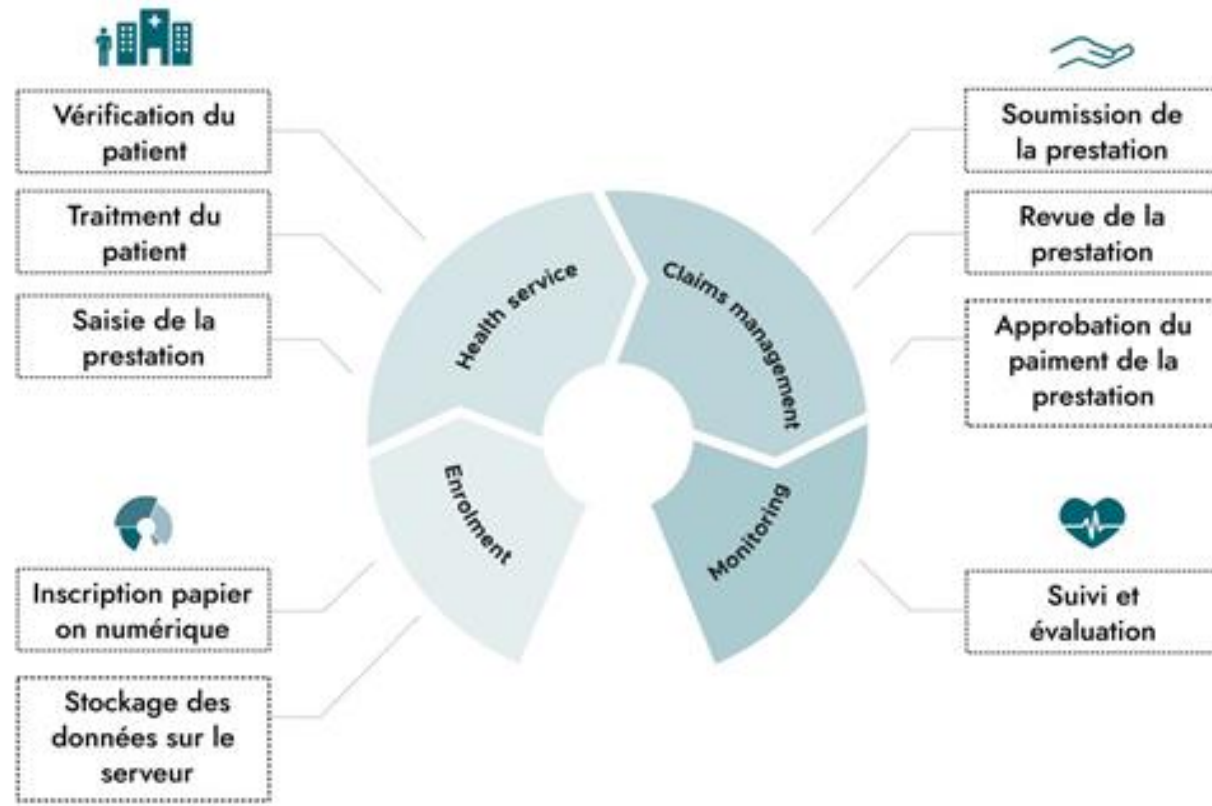 Vérification du
patient
Traitment du
patient
Saisie de la
prestation
Inscription papier
on numérique
Stockage des
données sur le
serveur
Health service
Claims management
Enrolment
Monitoring
Soumission de
la prestation
Revue de la
prestation
Approbation du
paiment de la
prestation
Suivi et
évaluation